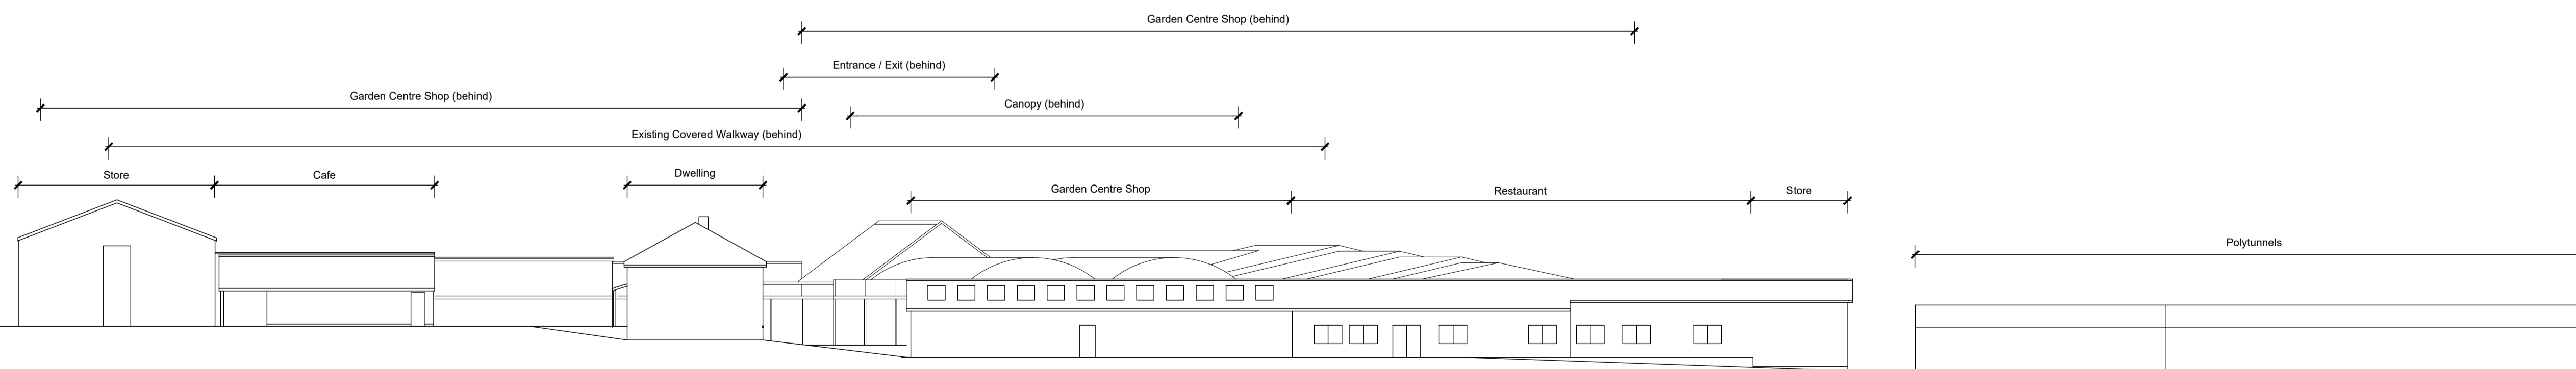 Garden Centre Shop (behind)
Entrance / Exit (behind)
Garden Centre Shop (behind)
Canopy (behind)
Existing Covered Walkway (behind)
Store
Cafe
Dwelling
Garden Centre Shop
Restaurant
Store
Polytunnels